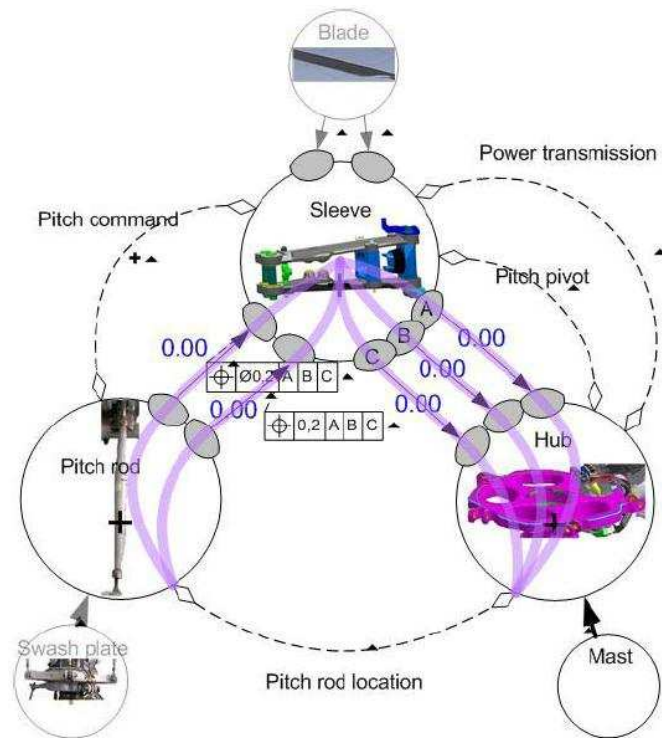 Blade
Power transmission
Sleeve
Pitch command
Pitch pivot
A
B
C
0.00
0.00
0.00
0.00
0.00
⌖ Ø0,2 A B C
⌖ 0,2 A B C
Pitch rod
Hub
Swash plate
Mast
Pitch rod location